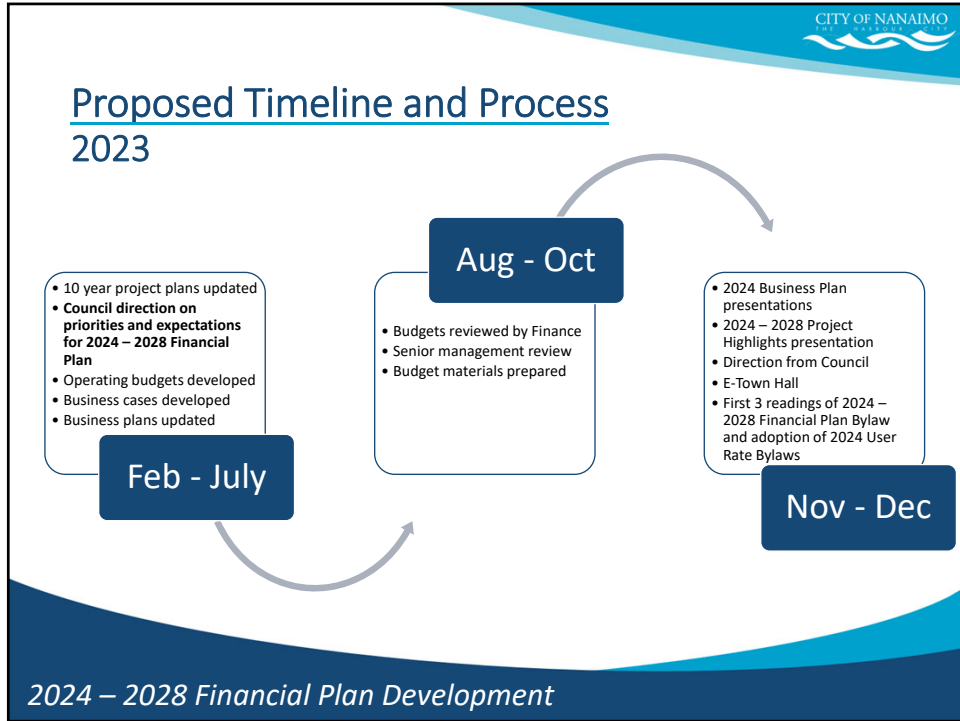 CITY OF NANAIMO
THE HARBOUR CITY
Proposed Timeline and Process
2023
• 10 year project plans updated
• Council direction on
priorities and expectations
for 2024 – 2028 Financial
Plan
• Operating budgets developed
• Business cases developed
• Business plans updated
Feb - July
Aug - Oct
• Budgets reviewed by Finance
• Senior management review
• Budget materials prepared
• 2024 Business Plan
presentations
• 2024 – 2028 Project
Highlights presentation
• Direction from Council
• E-Town Hall
• First 3 readings of 2024 –
2028 Financial Plan Bylaw
and adoption of 2024 User
Rate Bylaws
Nov - Dec
2024 – 2028 Financial Plan Development